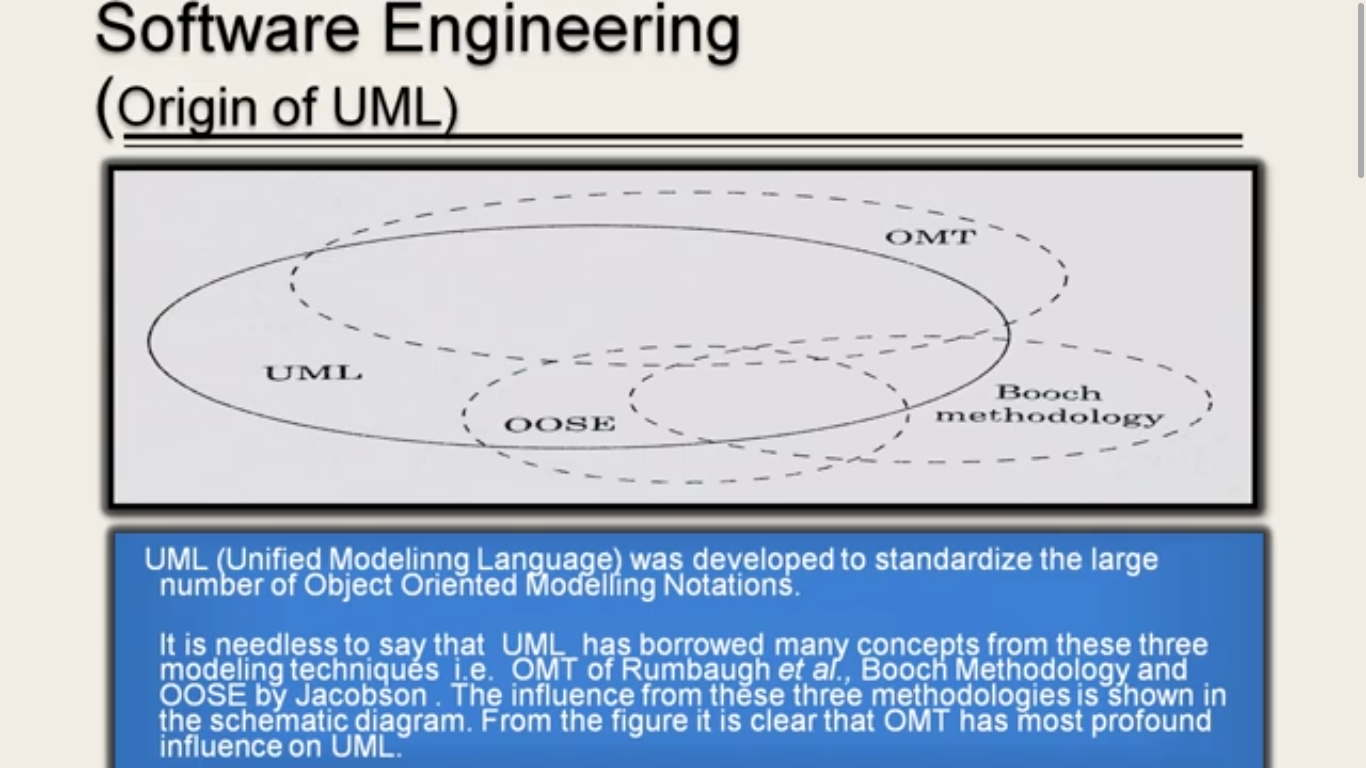 Software Engineering
(Origin of UML)
OMT
UML
OOSE
Booch
methodology
UML (Unified Modelinng Language) was developed to standardize the large
number of Object Oriented Modelling Notations.
It is needless to say that UML has borrowed many concepts from these three
modeling techniques i.e. OMT of Rumbaugh et al., Booch Methodology and
OOSE by Jacobson . The influence from these three methodologies is shown in
the schematic diagram. From the figure it is clear that OMT has most profound
influence on UML.